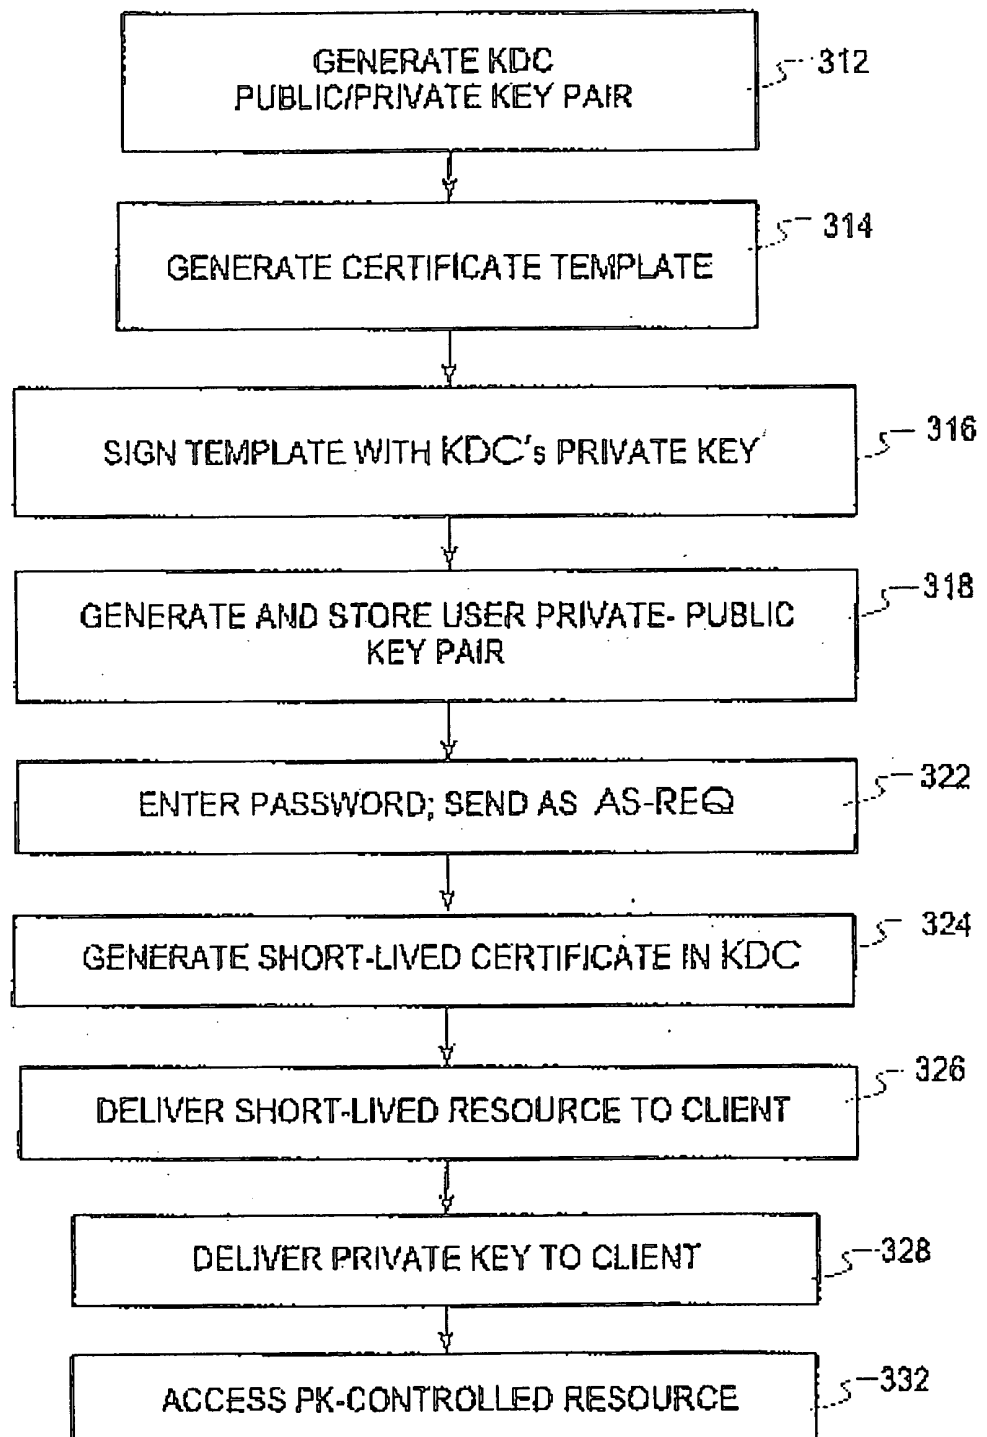 GENERATE KDC
PUBLIC/PRIVATE KEY PAIR
312
GENERATE CERTIFICATE TEMPLATE
314
SIGN TEMPLATE WITH KDC's PRIVATE KEY
316
GENERATE AND STORE USER PRIVATE- PUBLIC
KEY PAIR
318
ENTER PASSWORD; SEND AS AS-REQ
322
GENERATE SHORT-LIVED CERTIFICATE IN KDC
324
DELIVER SHORT-LIVED RESOURCE TO CLIENT
326
DELIVER PRIVATE KEY TO CLIENT
328
ACCESS PK-CONTROLLED RESOURCE
332